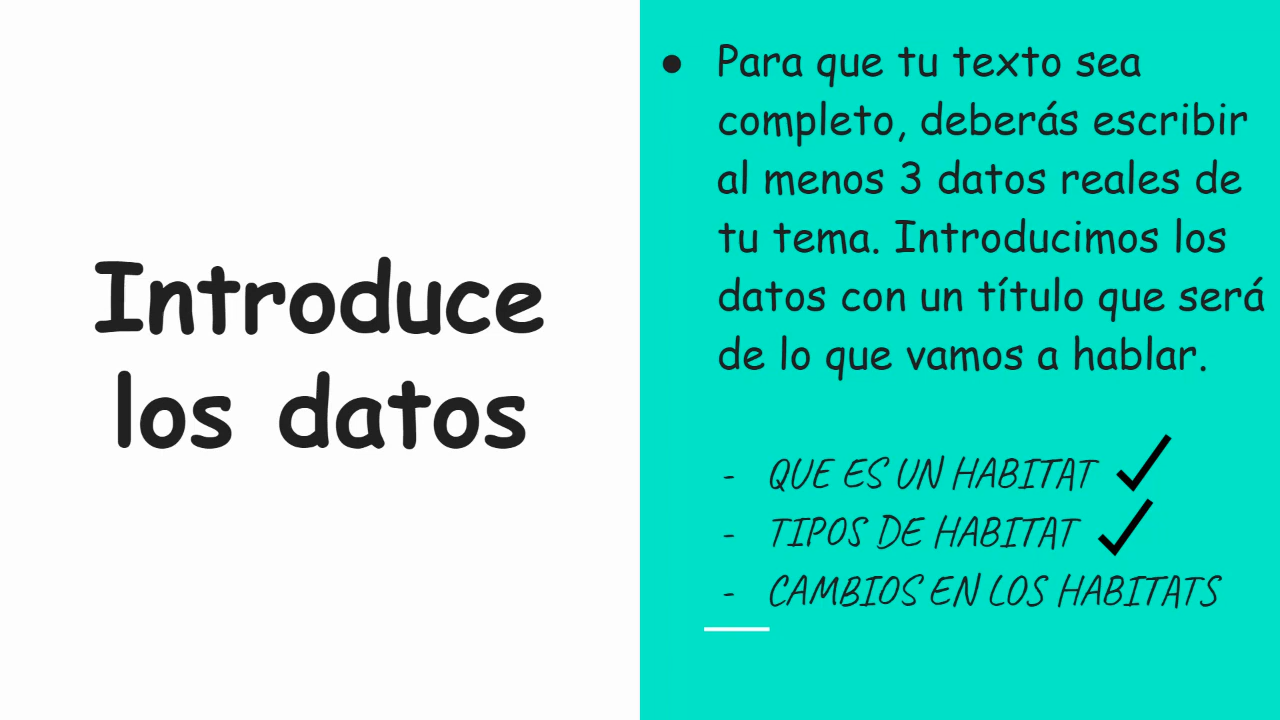 Introduce
los datos
● Para que tu texto sea
completo, deberás escribir
al menos 3 datos reales de
tu tema. Introducimos los
datos con un título que será
de lo que vamos a hablar.
- QUE ES UN HABITAT
- TIPOS DE HABITAT
- CAMBIOS EN LOS HABITATS